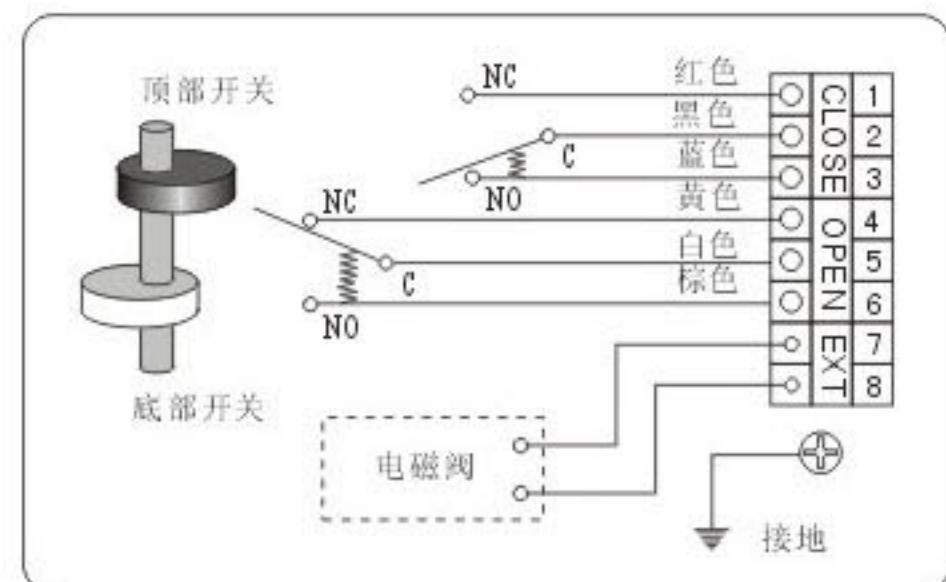 顶部开关
NC 红色 1
黑色 2
C
蓝色 3
NO
CLOSE
NC 黄色 4
白色 5
C
棕色 6
NO
OPEN
7
8
EXT
底部开关
电磁阀
接地